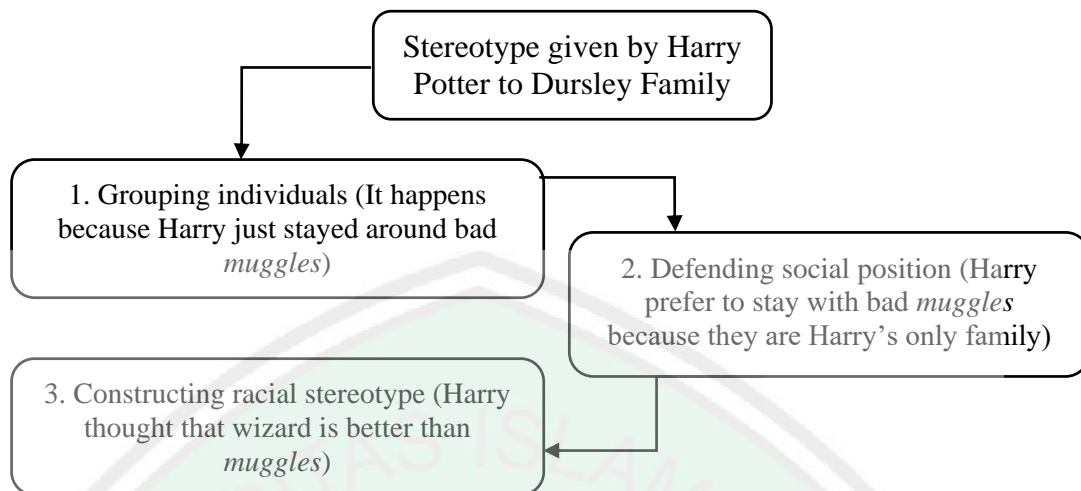 Stereotype given by Harry
Potter to Dursley Family
1. Grouping individuals (It happens
because Harry just stayed around bad
muggles)
2. Defending social position (Harry
prefer to stay with bad muggles
because they are Harry’s only family)
3. Constructing racial stereotype (Harry
thought that wizard is better than
muggles)